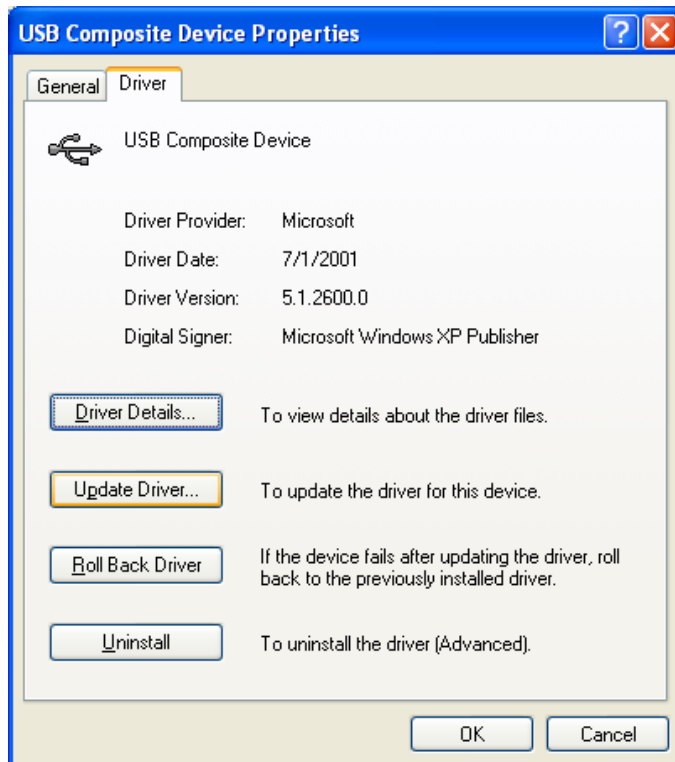 USB Composite Device Properties
General Driver
USB Composite Device
Driver Provider: Microsoft
Driver Date: 7/1/2001
Driver Version: 5.1.2600.0
Digital Signer: Microsoft Windows XP Publisher
Driver Details... To view details about the driver files.
Update Driver... To update the driver for this device.
Roll Back Driver If the device fails after updating the driver, roll
back to the previously installed driver.
Uninstall To uninstall the driver (Advanced).
OK Cancel